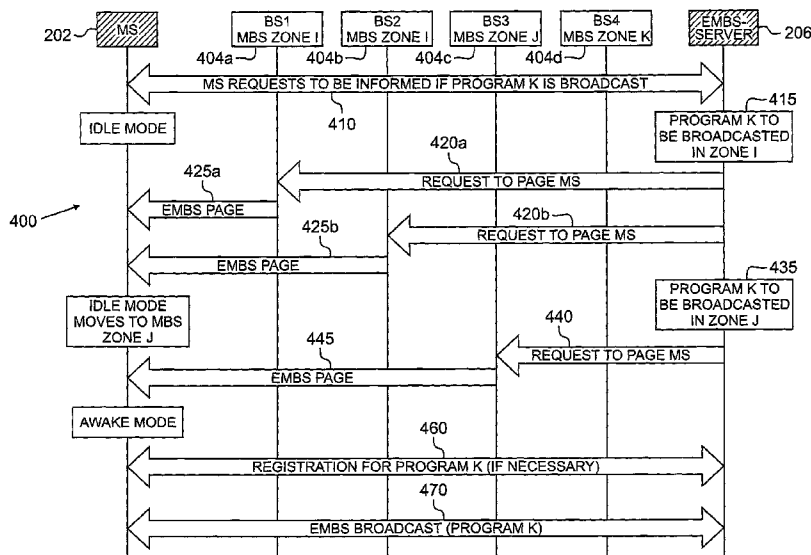 MS
BS1
MBS ZONE I
BS2
MBS ZONE I
BS3
MBS ZONE J
BS4
MBS ZONE K
EMBS-
SERVER
202
404a
404b
404c
404d
206
MS REQUESTS TO BE INFORMED IF PROGRAM K IS BROADCAST
410
IDLE MODE
415
PROGRAM K TO
BE BROADCASTED
IN ZONE I
420a
REQUEST TO PAGE MS
425a
EMBS PAGE
400
420b
REQUEST TO PAGE MS
425b
EMBS PAGE
435
PROGRAM K TO
BE BROADCASTED
IN ZONE J
IDLE MODE
MOVES TO MBS
ZONE J
440
REQUEST TO PAGE MS
445
EMBS PAGE
AWAKE MODE
460
REGISTRATION FOR PROGRAM K (IF NECESSARY)
470
EMBS BROADCAST (PROGRAM K)